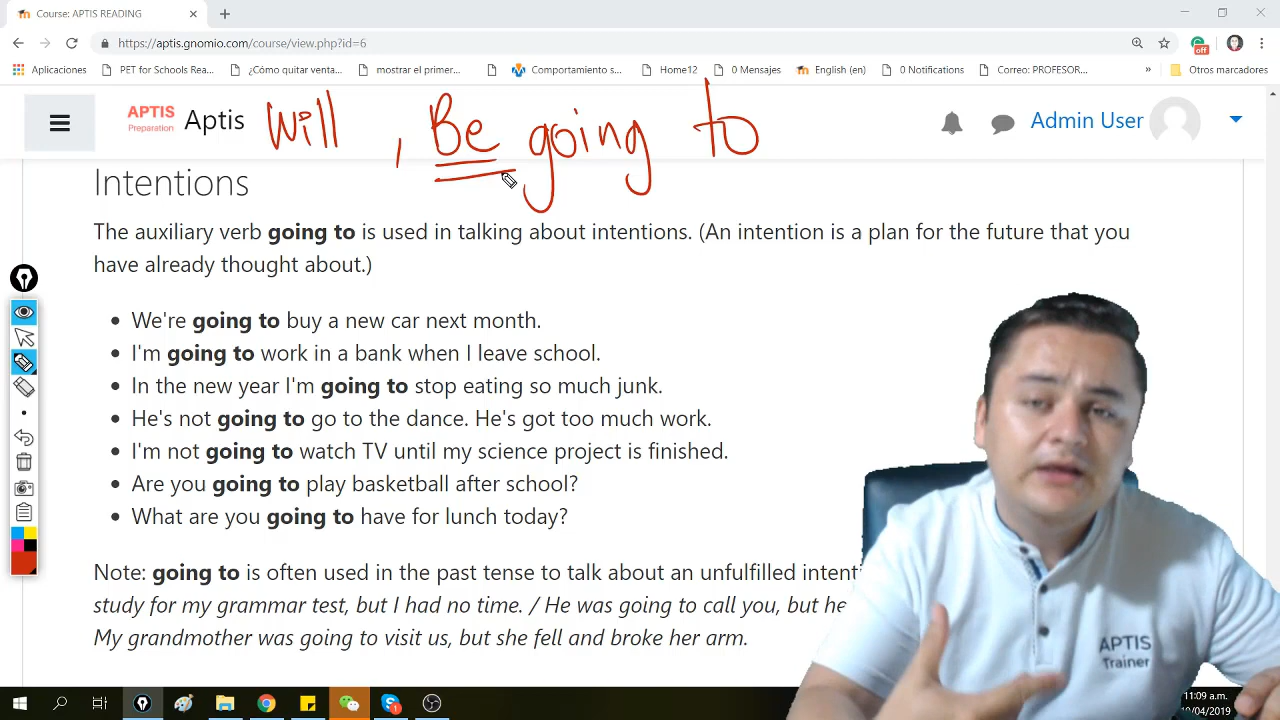 Course: APTIS READING
https://aptis.gnomio.com/course/view.php?id=6
off
Aplicaciones
PET for Schools Rea...
¿Cómo quitar venta...
mostrar el primer...
Comportamiento s...
Home12
0 Mensajes
English (en)
0 Notifications
Correo: PROFESOR...
»
Otros marcadores
APTIS
Preparation
Aptis
Will , Be going to
Admin User
Intentions
The auxiliary verb going to is used in talking about intentions. (An intention is a plan for the future that you
have already thought about.)
• We're going to buy a new car next month.
• I'm going to work in a bank when I leave school.
• In the new year I'm going to stop eating so much junk.
• He's not going to go to the dance. He's got too much work.
• I'm not going to watch TV until my science project is finished.
• Are you going to play basketball after school?
• What are you going to have for lunch today?
Note: going to is often used in the past tense to talk about an unfulfilled
study for my grammar test, but I had no time. / He was going to call you, but he
My grandmother was going to visit us, but she fell and broke her arm.
APTIS
Trainer
11:09 a.m.
/04/2019